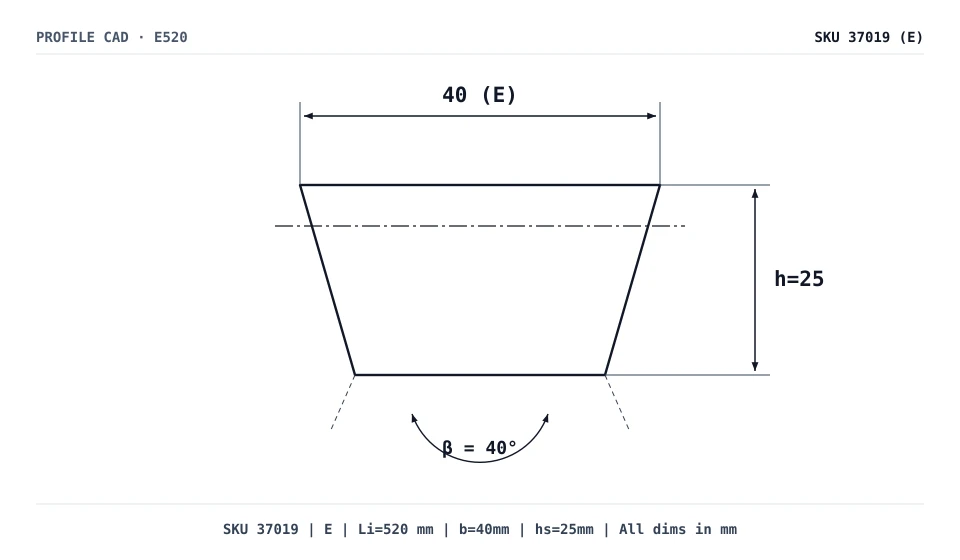 PROFILE CAD · E520
SKU 37019 (E)
40 (E)
h=25
β = 40°
SKU 37019 | E | Li=520 mm | b=40mm | hs=25mm | All dims in mm